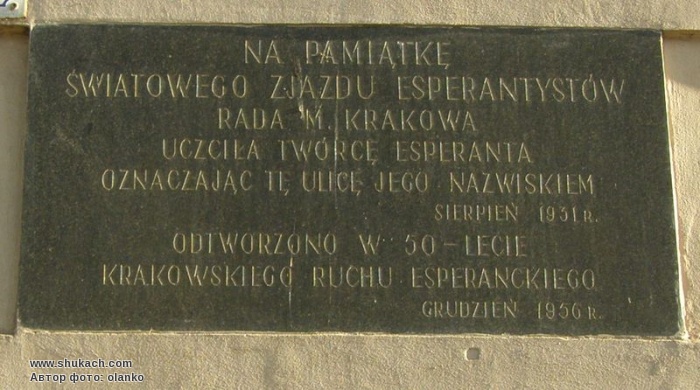 NA PAMIĄTKĘ
ŚWIATOWEGO ZJAZDU ESPERANTYSTÓW
RADA M. KRAKOWA
UCZCIŁA TWÓRCĘ ESPERANTA
OZNACZAJĄC TĘ ULICĘ JEGO NAZWISKIEM
SIERPIEŃ 1931 R.
ODTWORZONO W 50-LECIE
KRAKOWSKIEGO RUCHU ESPERANCKIEGO
GRUDZIEŃ 1956 R.
www.shukach.com
Автор фото: olanko